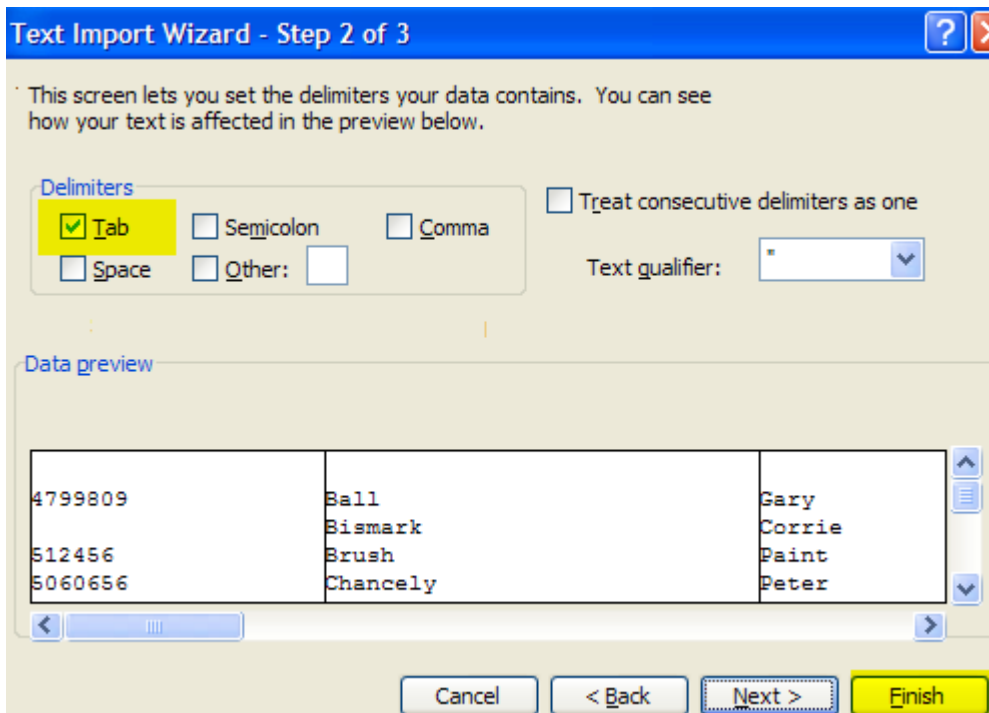 Text Import Wizard - Step 2 of 3
?
This screen lets you set the delimiters your data contains. You can see
how your text is affected in the preview below.
Delimiters
Tab Semicolon Comma
Space Other:
Treat consecutive delimiters as one
Text qualifier: "
Data preview
4799809 Ball Gary
Bismark Corrie
512456 Brush Paint
5060656 Chancely Peter
Cancel < Back Next > Finish